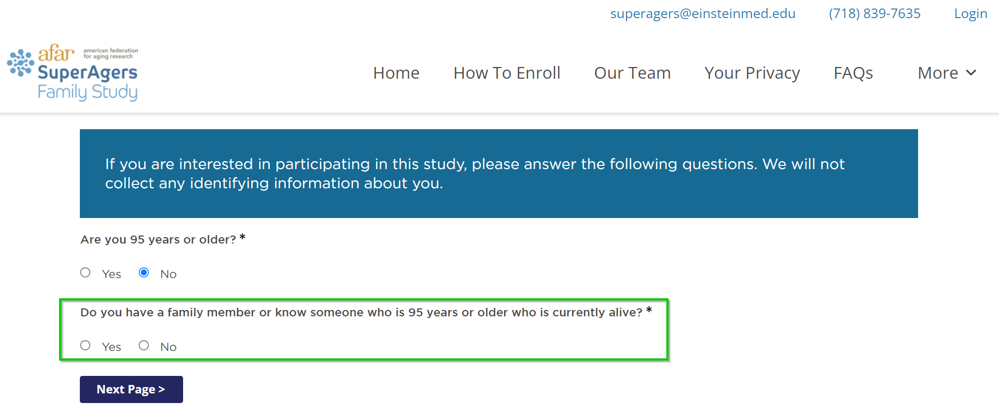 superagers@einsteinmed.edu (718) 839-7635 Login
afar american federation
for aging research
SuperAgers
Family Study
Home How To Enroll Our Team Your Privacy FAQs More
If you are interested in participating in this study, please answer the following questions. We will not
collect any identifying information about you.
Are you 95 years or older? *
Yes No
Do you have a family member or know someone who is 95 years or older who is currently alive? *
Yes No
Next Page >